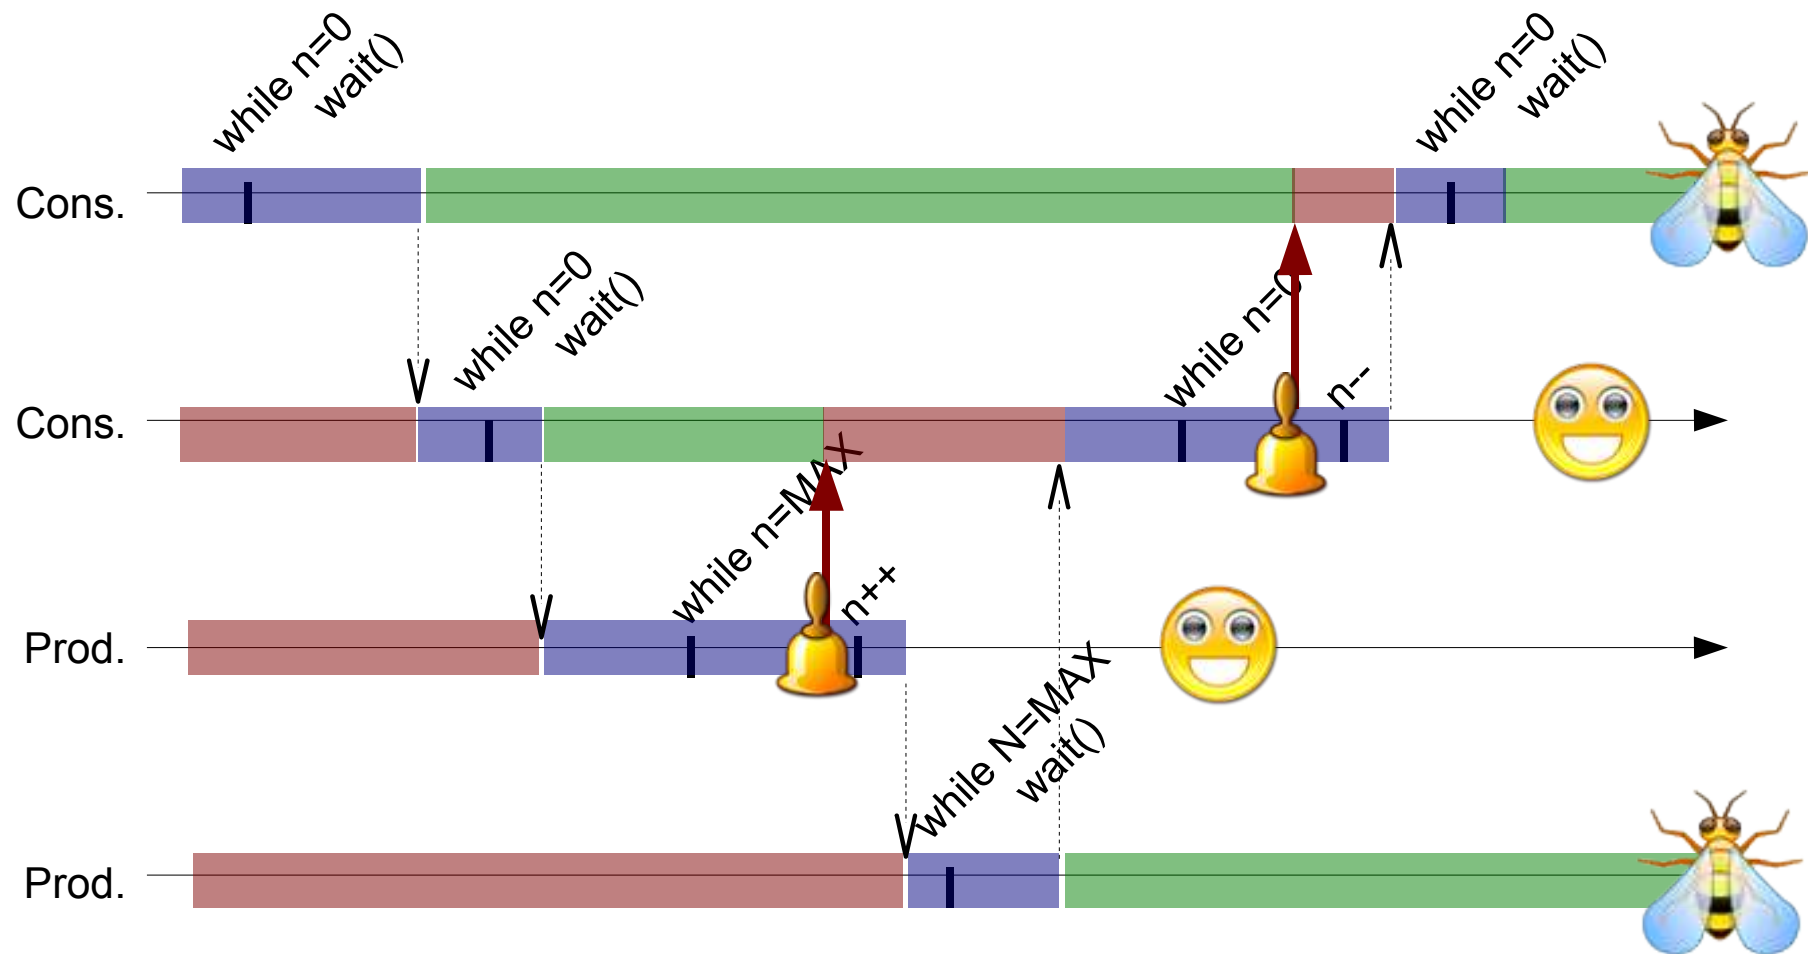 while n=0
wait()
while n=0
wait()
Cons.
while n=0
wait()
while n=0
n--
Cons.
while n=MAX
n++
Prod.
while N=MAX
wait()
Prod.